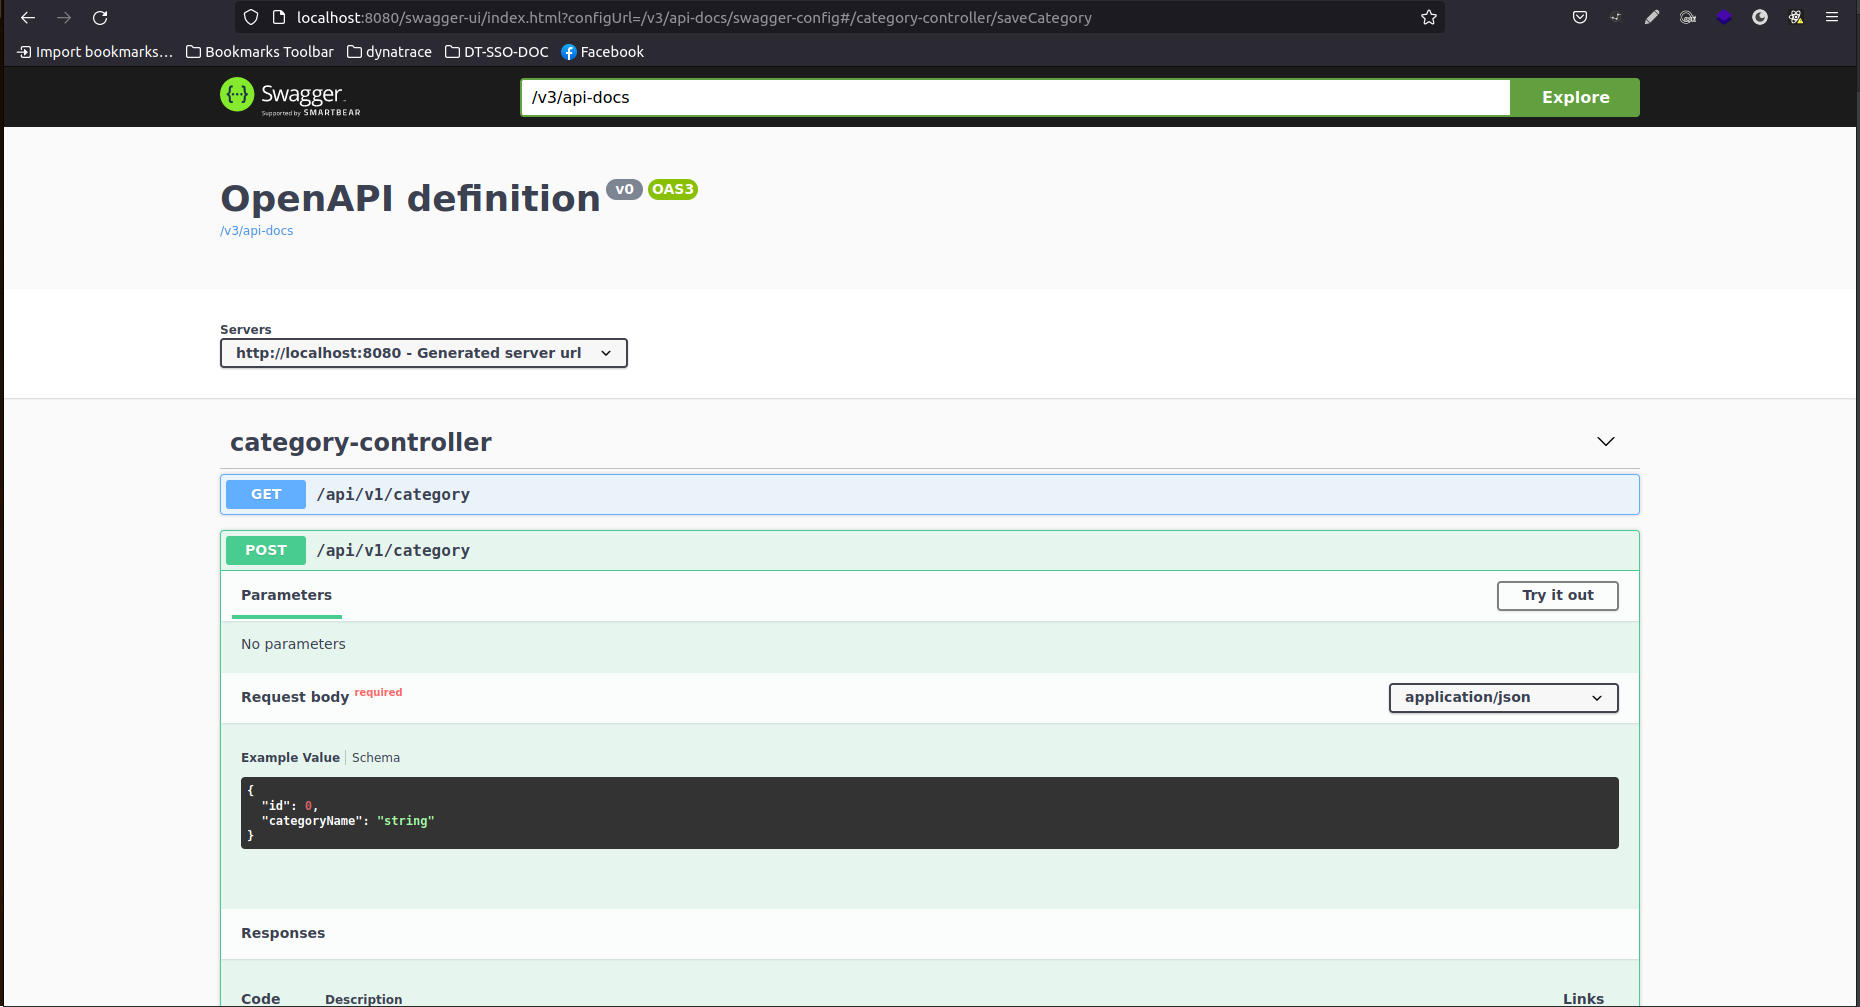 localhost:8080/swagger-ui/index.html?configUrl=/v3/api-docs/swagger-config#/category-controller/saveCategory
Import bookmarks... Bookmarks Toolbar dynatrace DT-SSO-DOC Facebook
Swagger.
Supported by SMARTBEAR
/v3/api-docs
Explore
OpenAPI definition v0 OAS3
/v3/api-docs
Servers
http://localhost:8080 - Generated server url
category-controller
GET /api/v1/category
POST /api/v1/category
Parameters
Try it out
No parameters
Request body required
application/json
Example Value Schema
{
"id": 0,
"categoryName": "string"
}
Responses
Code Description Links